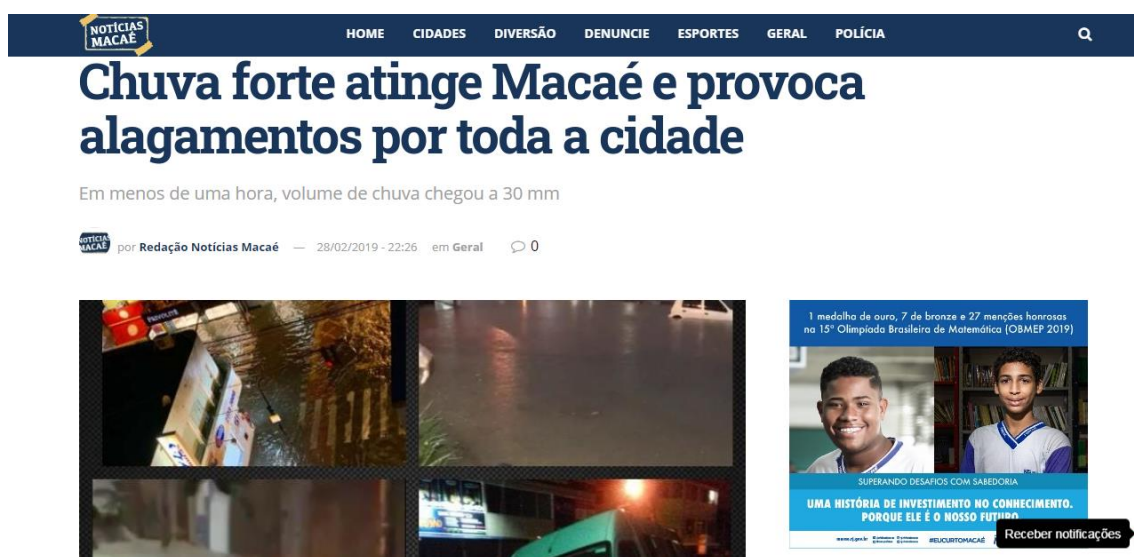 NOTÍCIAS
MACAÉ
HOME CIDADES DIVERSÃO DENUNCIE ESPORTES GERAL POLÍCIA
Chuva forte atinge Macaé e provoca
alagamentos por toda a cidade
Em menos de uma hora, volume de chuva chegou a 30 mm
NOTÍCIAS
MACAÉ
por Redação Notícias Macaé — 28/02/2019 - 22:26 em Geral 0
1 medalha de ouro, 7 de bronze e 27 menções honrosas
na 15º Olimpíada Brasileira de Matemática (OBMEP 2019)
SUPERANDO DESAFIOS COM SABEDORIA
UMA HISTÓRIA DE INVESTIMENTO NO CONHECIMENTO.
PORQUE ELE É O NOSSO FUTURO
#EUCURTOMACAÉ
Receber notificações